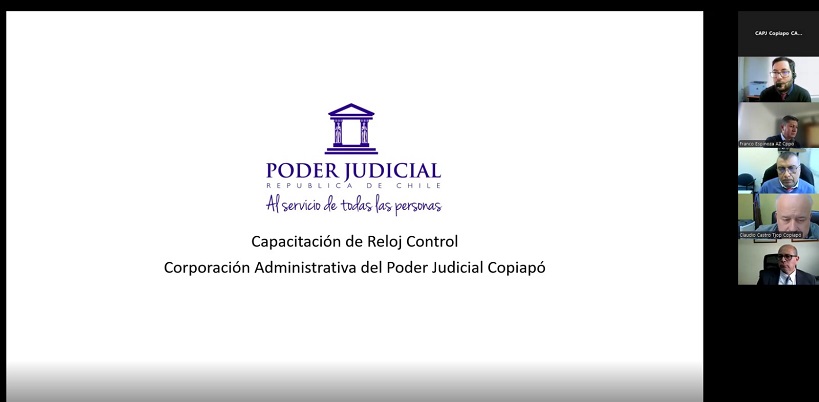 PODER JUDICIAL
REPUBLICA DE CHILE
Al servicio de todas las personas
Capacitación de Reloj Control
Corporación Administrativa del Poder Judicial Copiapó
CAPJ Copiapo CA...
Franco Espinoza AZ Cppó
Claudio Castro Tjop Copiapó